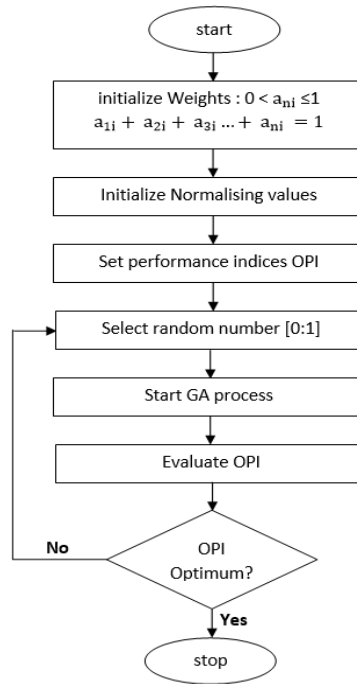 start
initialize Weights : 0 < aₙᵢ ≤1
a₁ᵢ + a₂ᵢ + a₃ᵢ ... + aₙᵢ = 1
Initialize Normalising values
Set performance indices OPI
Select random number [0:1]
Start GA process
Evaluate OPI
No
OPI
Optimum?
Yes
stop